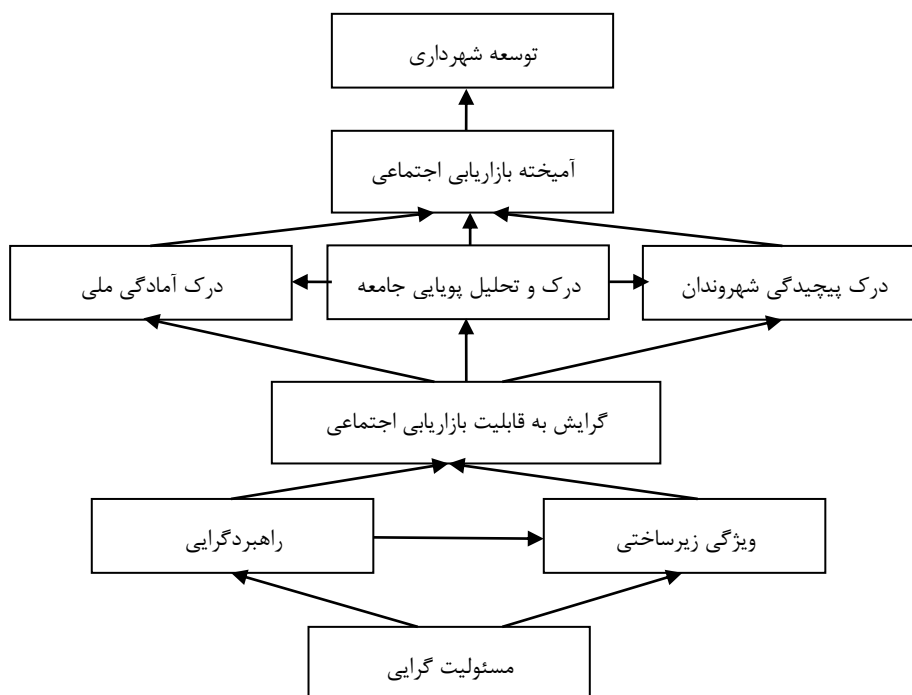 توسعه شهرداری
آمیخته بازاریابی اجتماعی
درک پیچیدگی شهروندان
درک و تحلیل پویایی جامعه
درک آمادگی ملی
گرایش به قابلیت بازاریابی اجتماعی
ویژگی زیرساختی
راهبردگرایی
مسئولیت گرایی